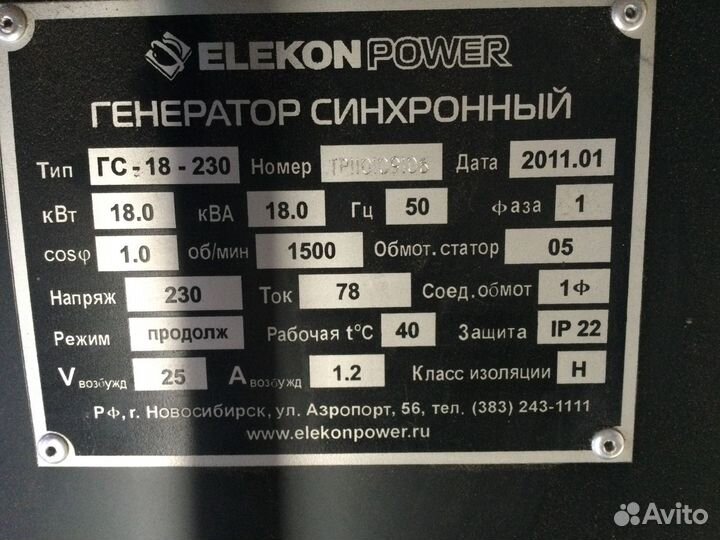 ELEKON POWER
ГЕНЕРАТОР СИНХРОННЫЙ
Тип ГС-18-230 Номер Дата 2011.01
кВт 18.0 кВА 18.0 Гц 50 фаза 1
cosφ 1.0 об/мин 1500 Обмот.статор 05
Напряж 230 Ток 78 Соед.обмот 1Ф
Режим продолж Рабочая t°C 40 Защита IP 22
V возбужд 25 А возбужд 1.2 Класс изоляции H
РФ, г. Новосибирск, ул. Аэропорт, 56, тел. (383) 243-1111
www.elekonpower.ru
Avito